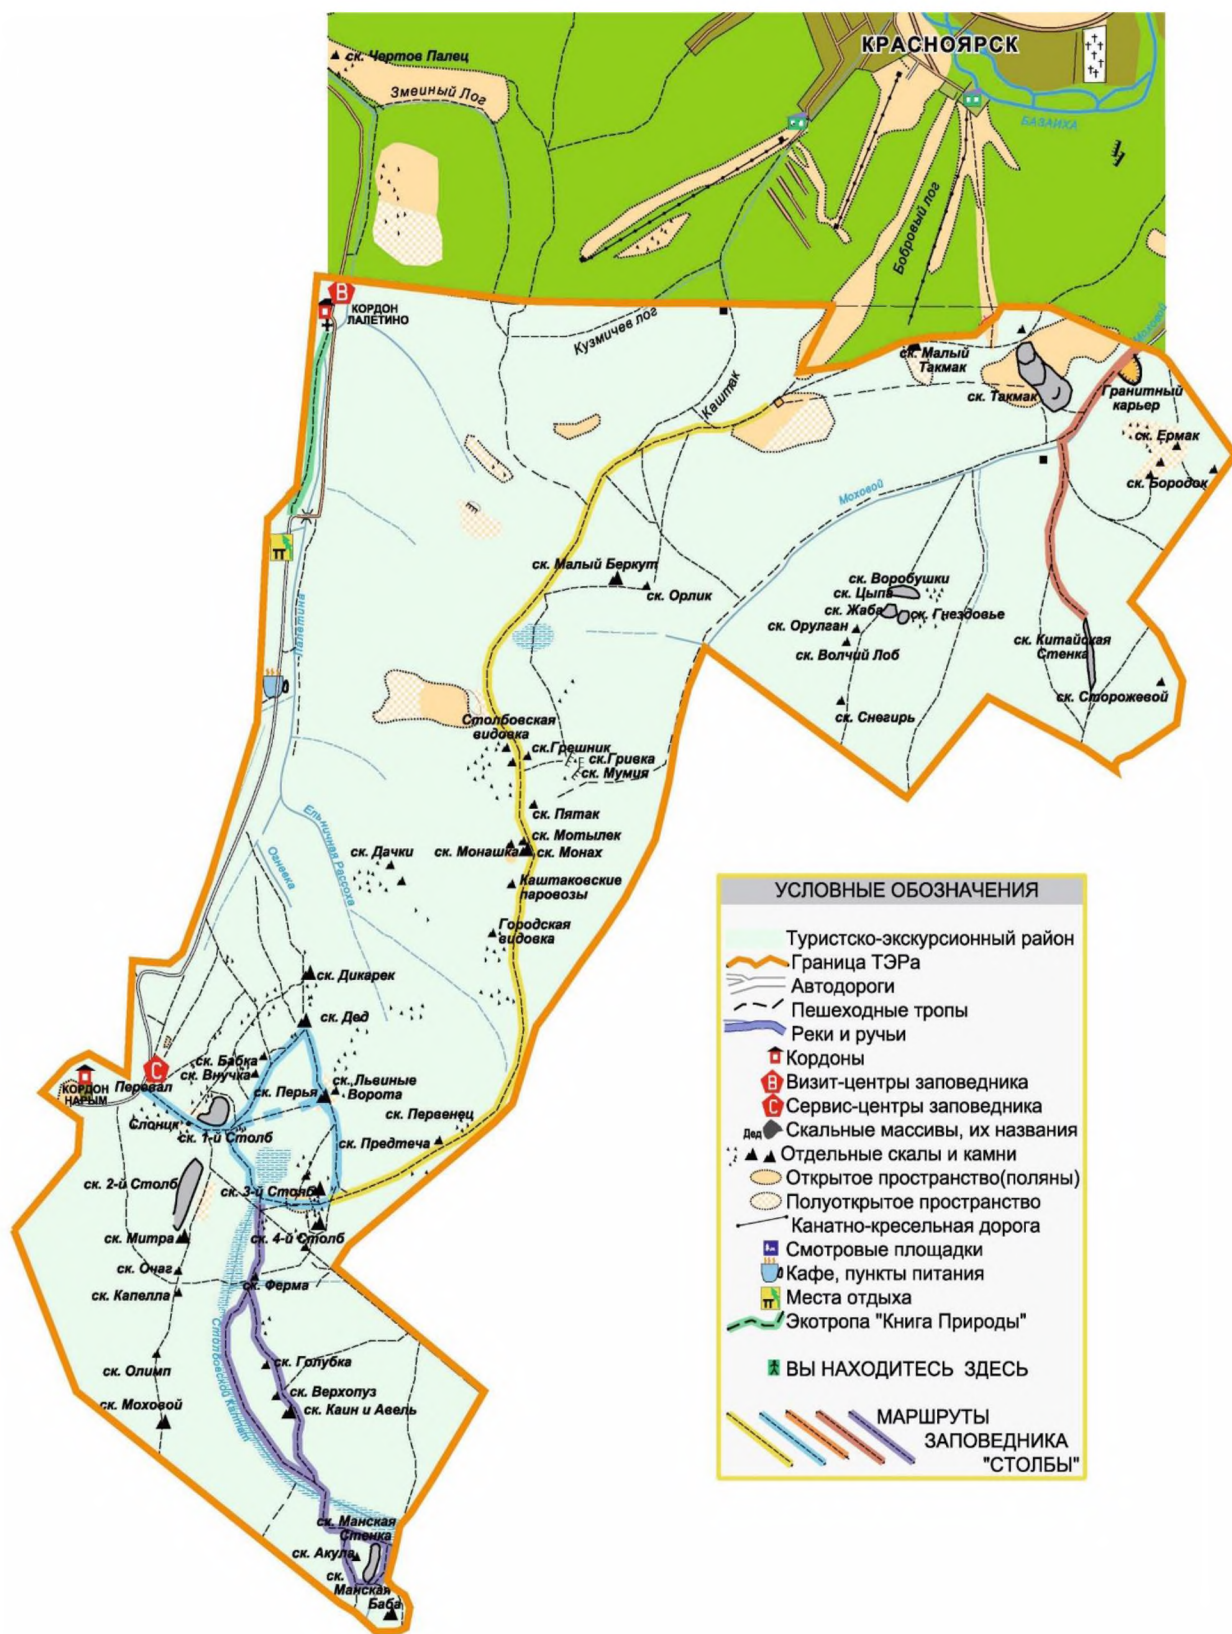 КРАСНОЯРСК
ск. Чертов Палец
Змеиный Лог
БАЗАИХА
Бобровый лог
В
КОРДОН
ЛАЛЕТИНО
Кузмичев лог
Моховой
ск. Малый
Такмак
ск. Такмак
Гранитный
карьер
Каштак
ск. Ермак
ск. Бородок
Моховой
ск. Малый Беркут
ск. Орлик
ск. Воробушки
ск. Цыпа
ск. Жаба
ск. Гнездовье
ск. Орулган
ск. Волчий Лоб
ск. Китайская
Стенка
ск. Сторожевой
ск. Снегирь
Лалетина
Столбовская
видовка
ск.Грешник
ск.Гривка
ск. Мумия
ск. Пятак
Ельничная Рассоха
Огневка
ск. Дачки
ск. Мотылек
ск. Монашка
ск. Монах
Каштаковские
паровозы
Городская
видовка
ск. Дикарек
ск. Дед
С
КОРДОН
НАРЫМ
Перевал
ск. Бабка
ск. Внучка
ск. Перья
ск. Львиные
Ворота
Слоник
ск. 1-й Столб
ск. Первенец
ск. Предтеча
ск. 2-й Столб
ск. 3-й Столб
ск. Митра
ск. 4-й Столб
ск. Очаг
ск. Ферма
ск. Капелла
Столбовский Калтат
ск. Олимп
ск. Голубка
ск. Верхопуз
ск. Моховой
ск. Каин и Авель
ск. Манская
Стенка
ск. Акула
ск.
Манская
Баба
УСЛОВНЫЕ ОБОЗНАЧЕНИЯ
Туристско-экскурсионный район
Граница ТЭРа
Автодороги
Пешеходные тропы
Реки и ручьи
Кордоны
В Визит-центры заповедника
С Сервис-центры заповедника
Дед Скальные массивы, их названия
Отдельные скалы и камни
Открытое пространство(поляны)
Полуоткрытое пространство
Канатно-кресельная дорога
Смотровые площадки
Кафе, пункты питания
Места отдыха
Экотропа "Книга Природы"
ВЫ НАХОДИТЕСЬ ЗДЕСЬ
МАРШРУТЫ
ЗАПОВЕДНИКА
"СТОЛБЫ"